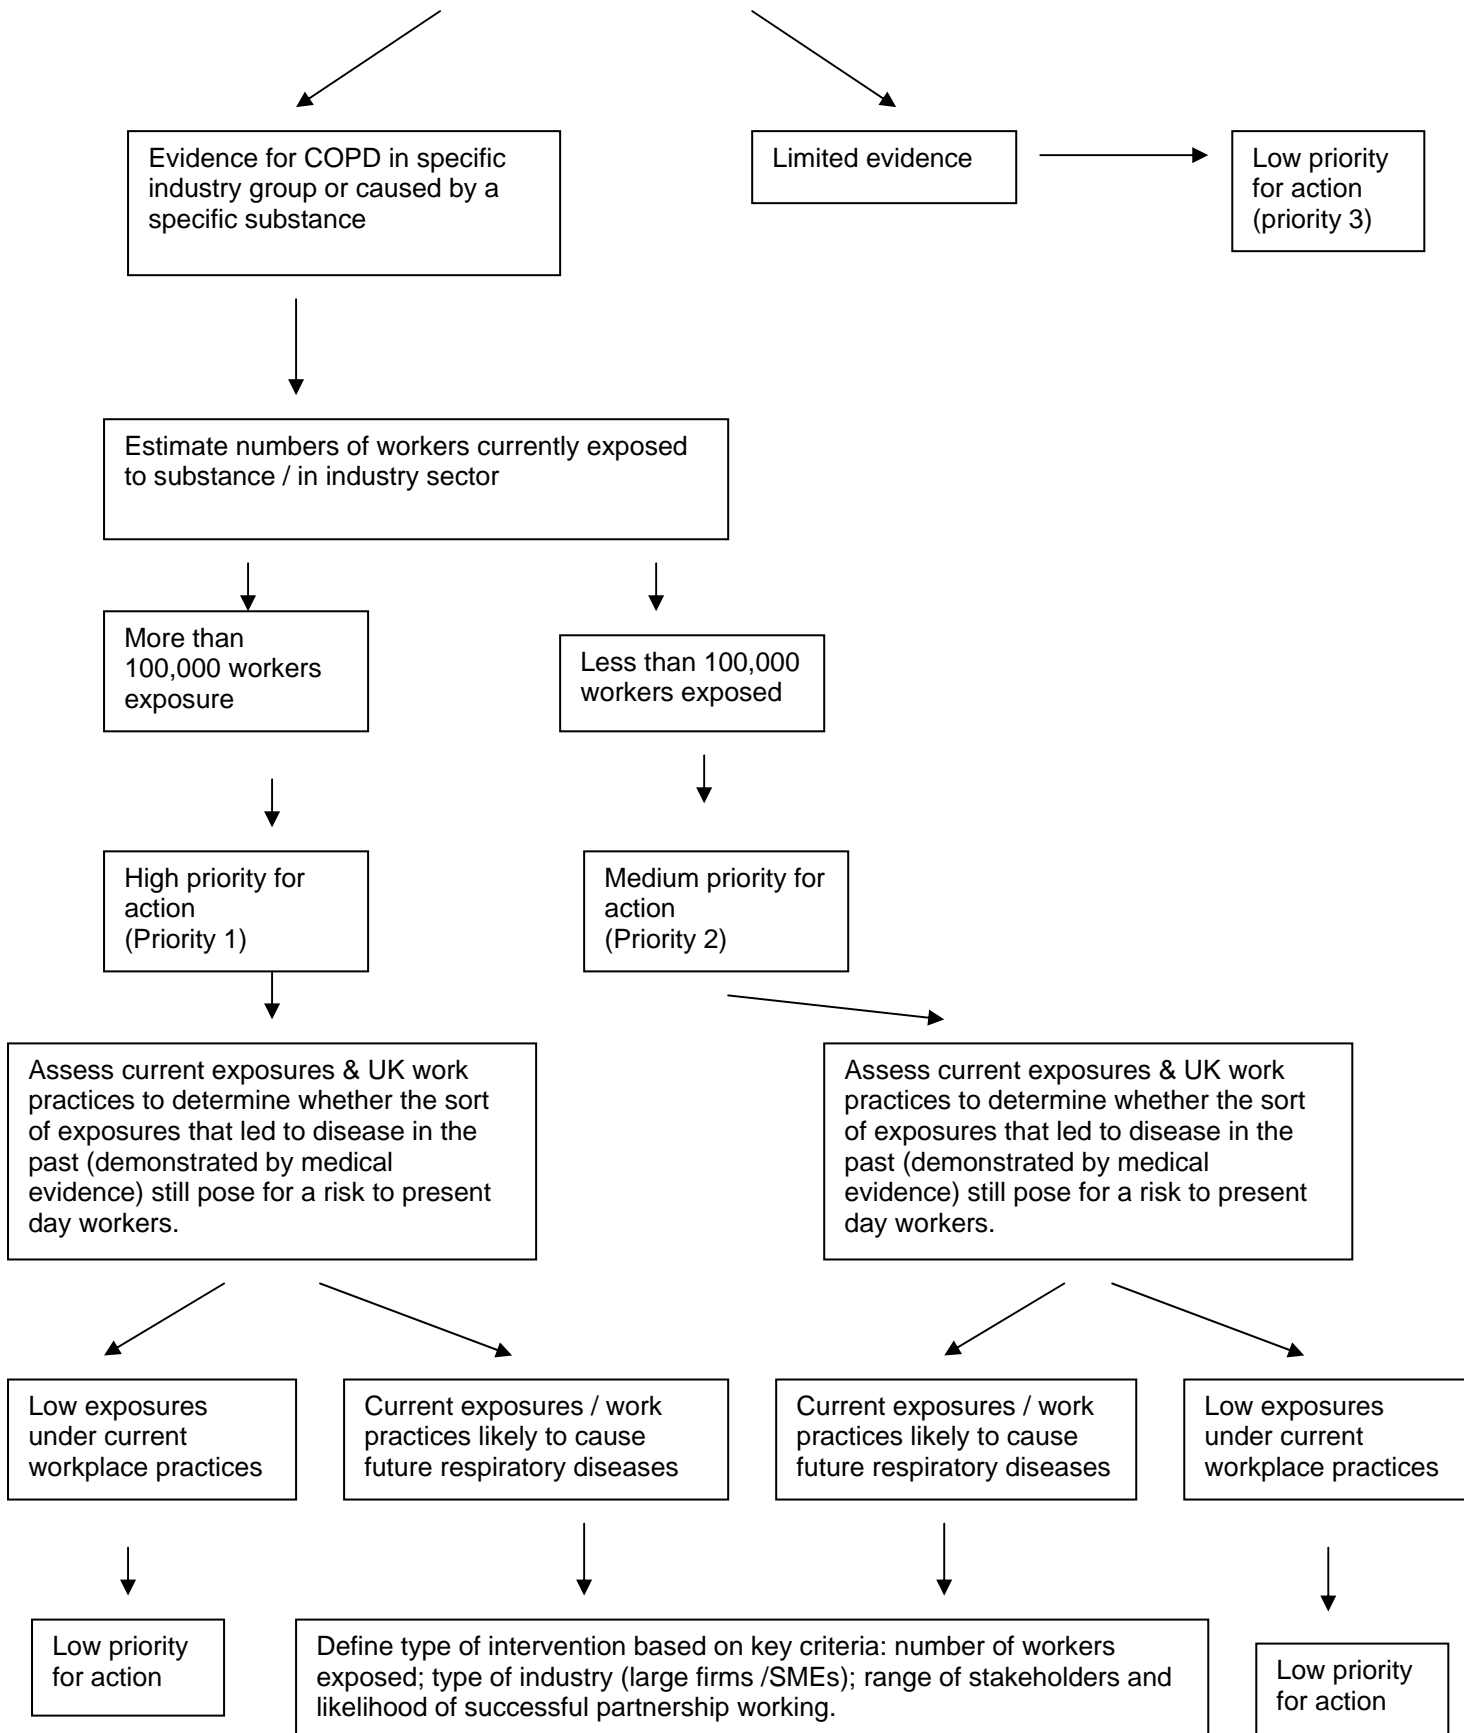 Evidence for COPD in specific
industry group or caused by a
specific substance
Limited evidence
Low priority
for action
(priority 3)
Estimate numbers of workers currently exposed
to substance / in industry sector
More than
100,000 workers
exposure
Less than 100,000
workers exposed
High priority for
action
(Priority 1)
Medium priority for
action
(Priority 2)
Assess current exposures & UK work
practices to determine whether the sort
of exposures that led to disease in the
past (demonstrated by medical
evidence) still pose for a risk to present
day workers.
Assess current exposures & UK work
practices to determine whether the sort
of exposures that led to disease in the
past (demonstrated by medical
evidence) still pose for a risk to present
day workers.
Low exposures
under current
workplace practices
Current exposures / work
practices likely to cause
future respiratory diseases
Current exposures / work
practices likely to cause
future respiratory diseases
Low exposures
under current
workplace practices
Low priority
for action
Define type of intervention based on key criteria: number of workers
exposed; type of industry (large firms /SMEs); range of stakeholders and
likelihood of successful partnership working.
Low priority
for action